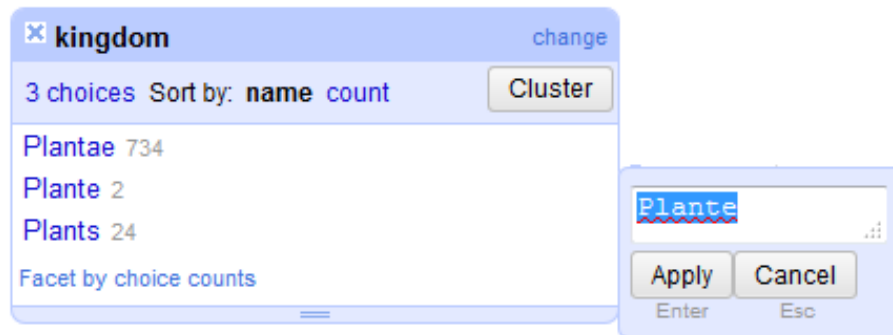 kingdom change
3 choices Sort by: name count Cluster
Plantae 734
Plante 2
Plants 24
Facet by choice counts
Plante
Apply Cancel
Enter Esc